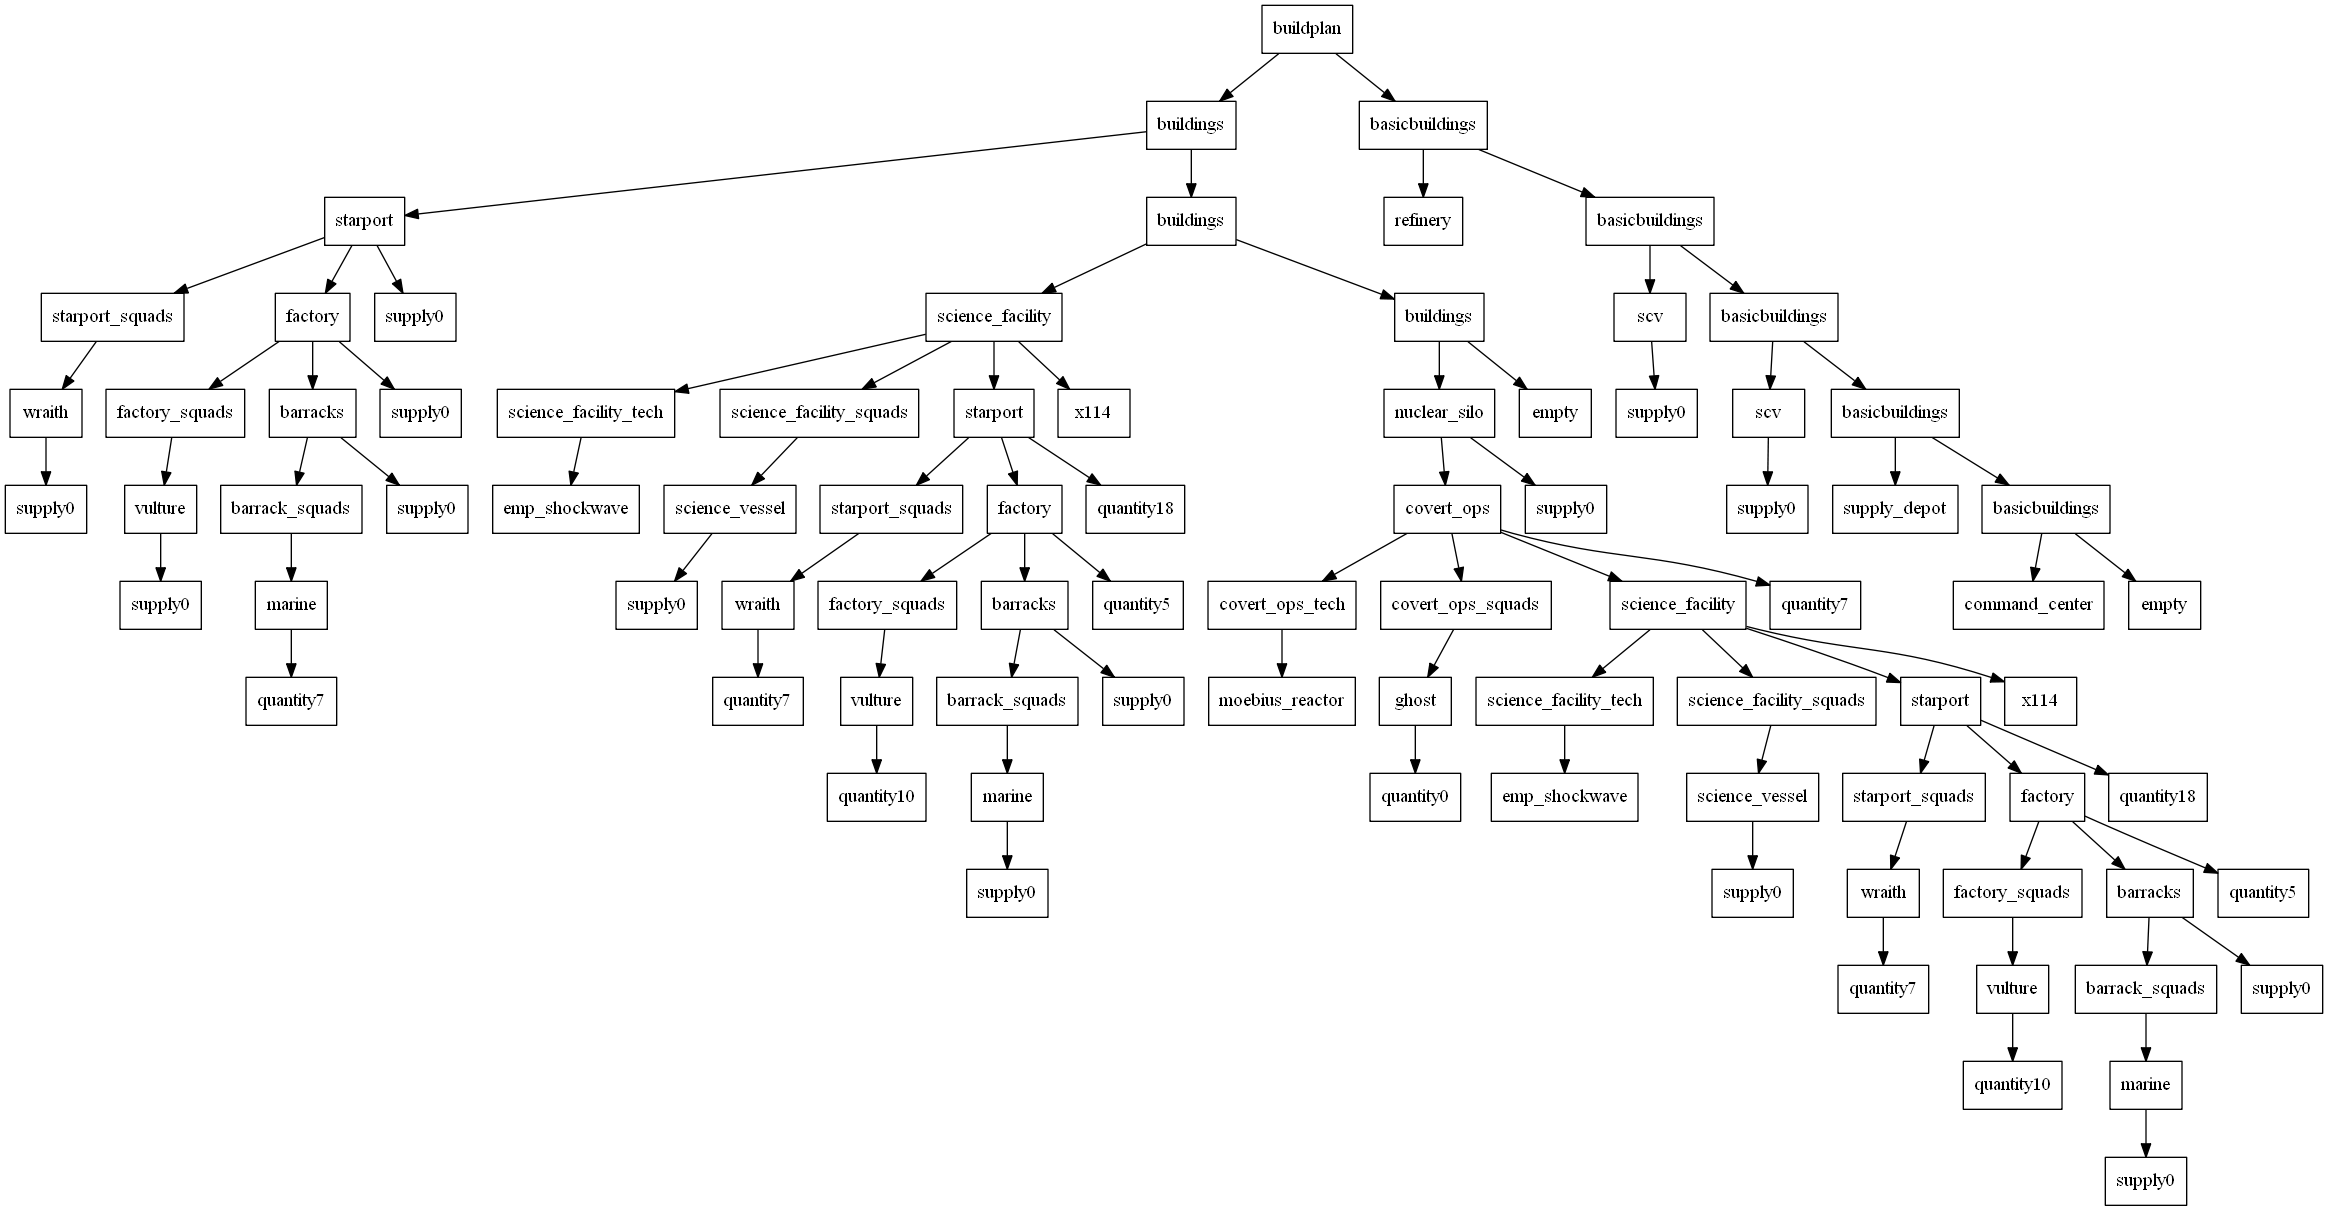 buildplan
buildings
basicbuildings
starport
buildings
refinery
basicbuildings
starport_squads
factory
supply0
science_facility
buildings
scv
basicbuildings
wraith
factory_squads
barracks
supply0
science_facility_tech
science_facility_squads
starport
x114
nuclear_silo
empty
supply0
scv
basicbuildings
supply0
vulture
barrack_squads
supply0
emp_shockwave
science_vessel
starport_squads
factory
quantity18
covert_ops
supply0
supply0
supply_depot
basicbuildings
supply0
marine
supply0
wraith
factory_squads
barracks
quantity5
covert_ops_tech
covert_ops_squads
science_facility
quantity7
command_center
empty
quantity7
quantity7
vulture
barrack_squads
supply0
moebius_reactor
ghost
science_facility_tech
science_facility_squads
starport
x114
quantity10
marine
quantity0
emp_shockwave
science_vessel
starport_squads
factory
quantity18
supply0
supply0
wraith
factory_squads
barracks
quantity5
quantity7
vulture
barrack_squads
supply0
quantity10
marine
supply0